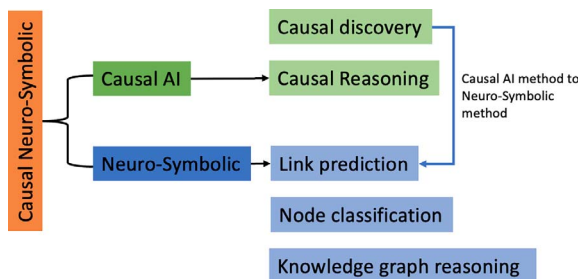 Causal Neuro-Symbolic
Causal AI
Neuro-Symbolic
Causal discovery
Causal Reasoning
Link prediction
Node classification
Knowledge graph reasoning
Causal AI method to
Neuro-Symbolic
method